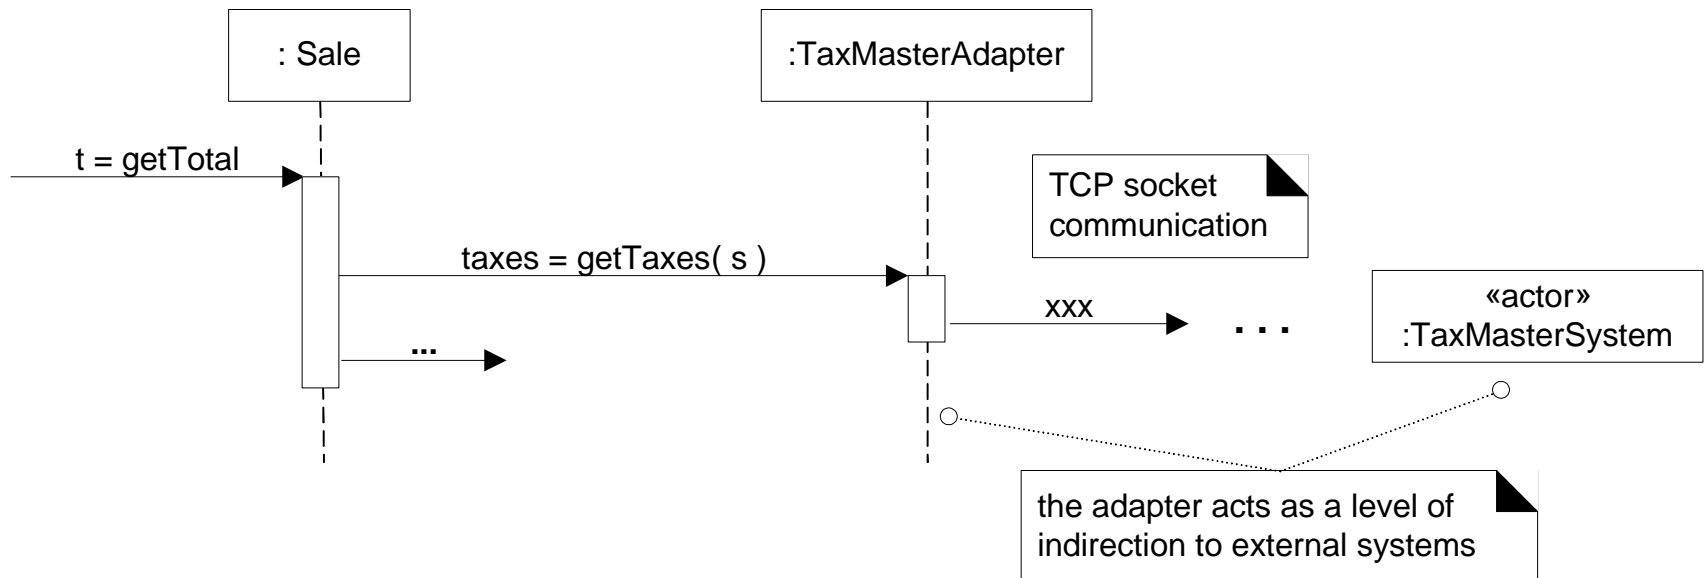 : Sale
:TaxMasterAdapter
t = getTotal
TCP socket
communication
taxes = getTaxes( s )
xxx
. . .
«actor»
:TaxMasterSystem
...
the adapter acts as a level of
indirection to external systems